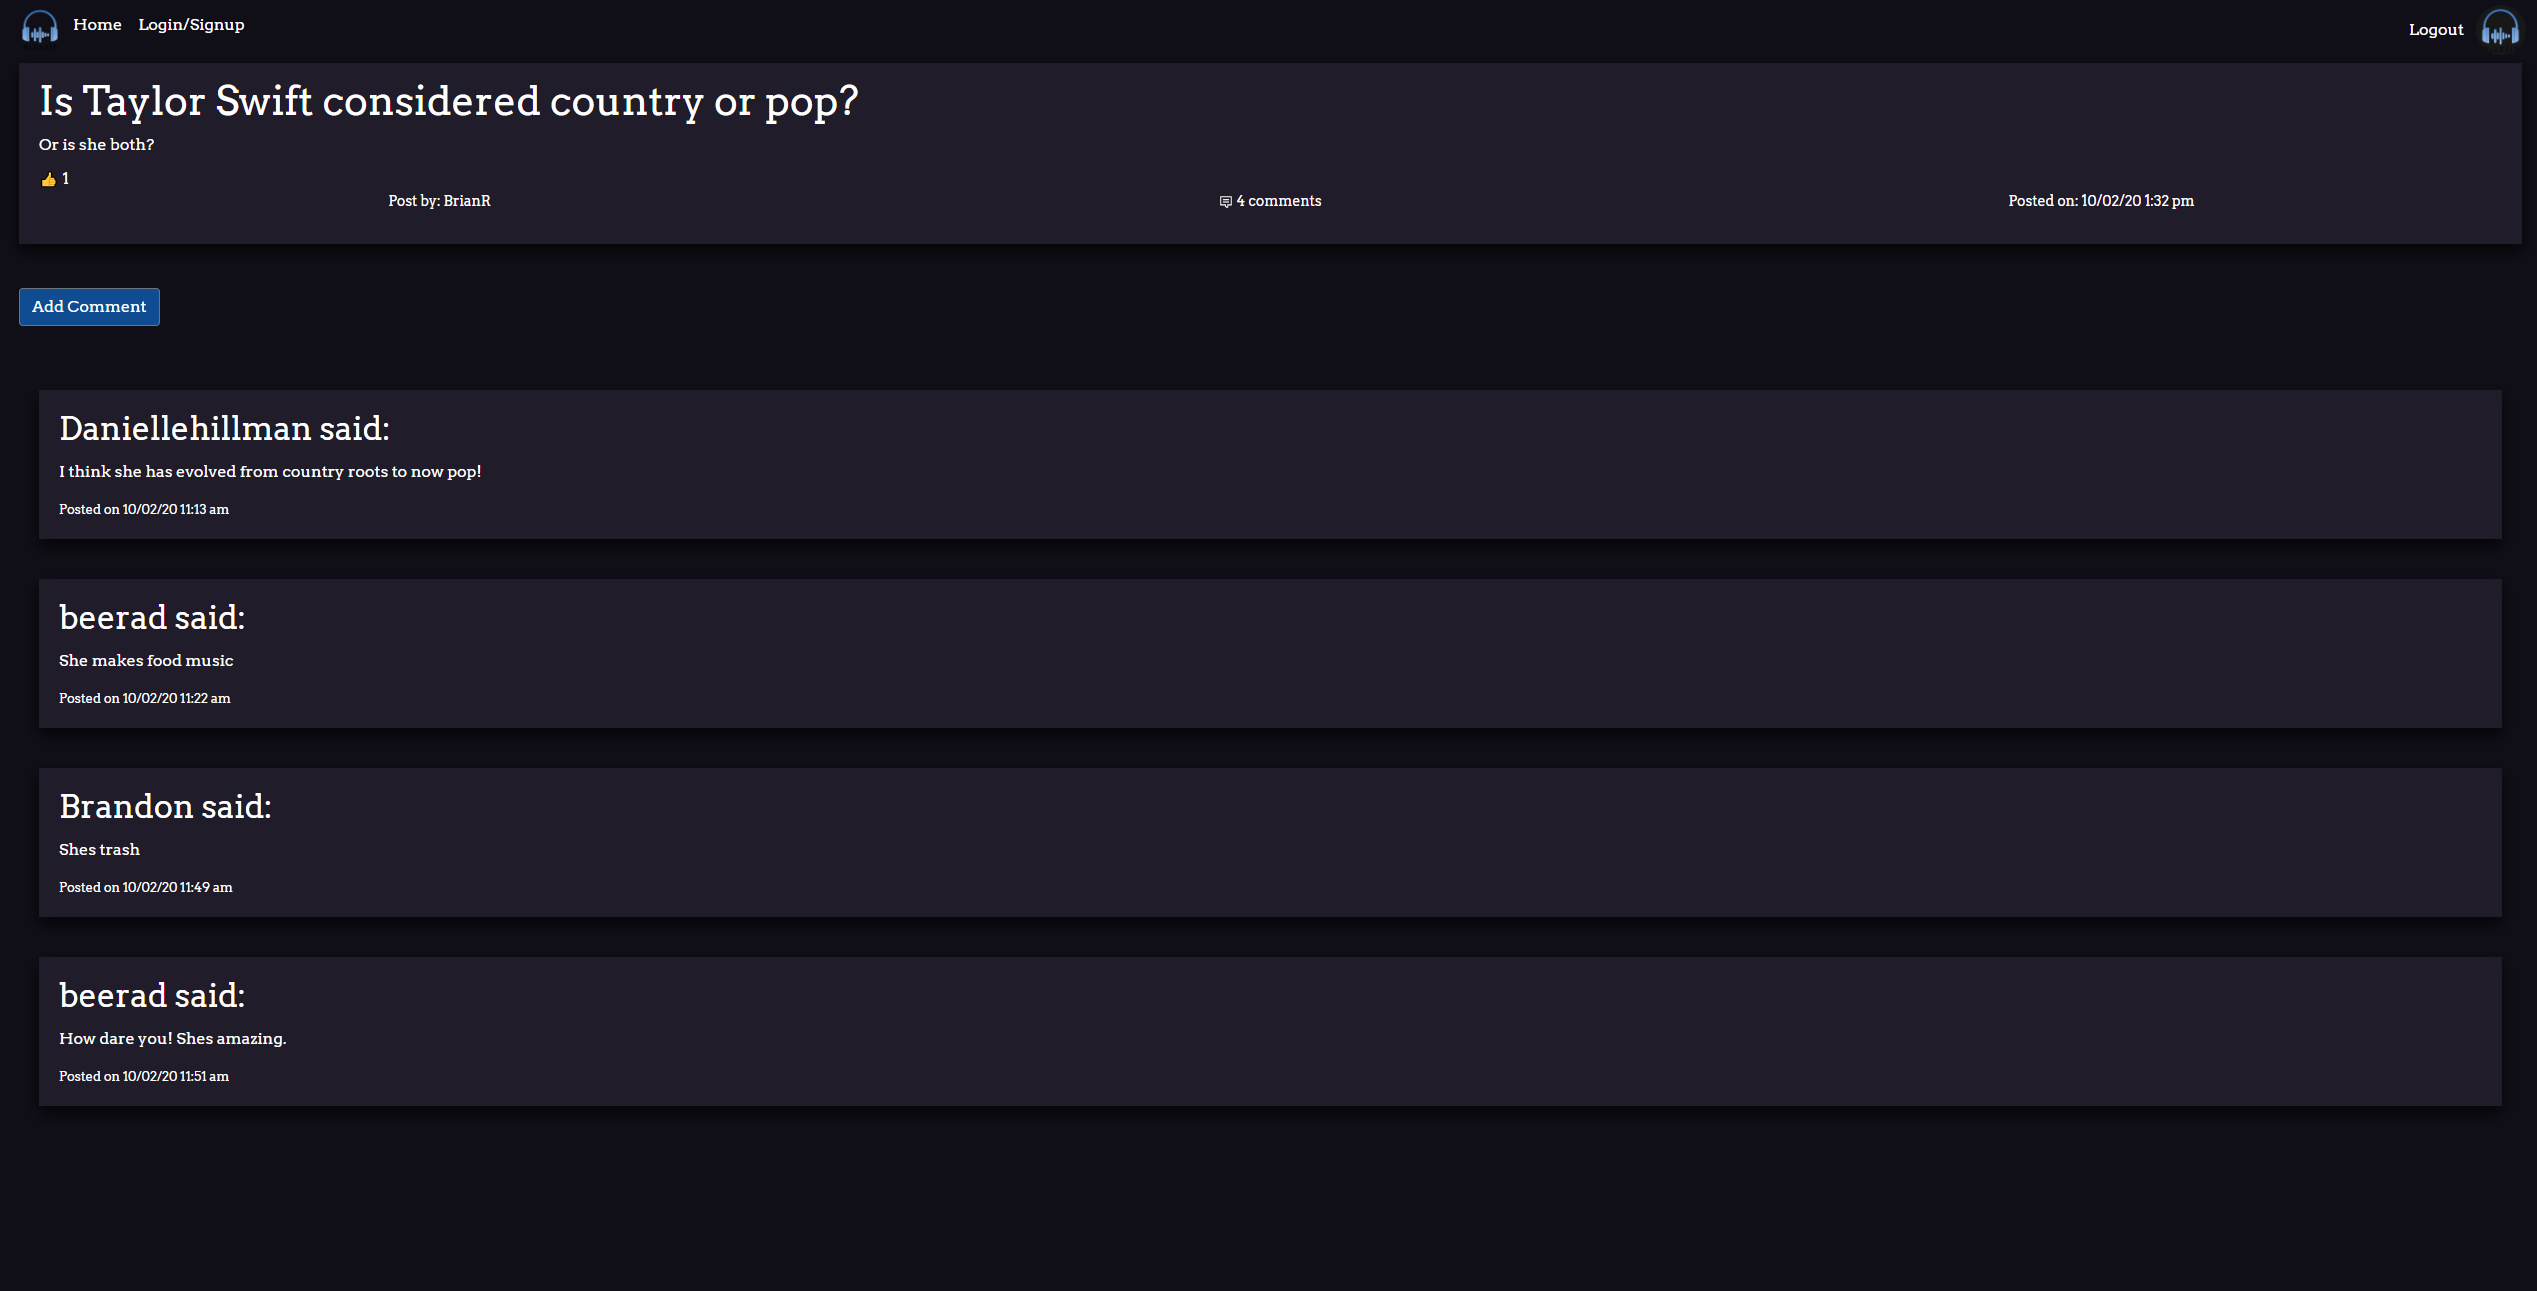 Home Login/Signup Logout
Is Taylor Swift considered country or pop?
Or is she both?
👍 1
Post by: BrianR 4 comments Posted on: 10/02/20 1:32 pm
Add Comment
Daniellehillman said:
I think she has evolved from country roots to now pop!
Posted on 10/02/20 11:13 am
beerad said:
She makes food music
Posted on 10/02/20 11:22 am
Brandon said:
Shes trash
Posted on 10/02/20 11:49 am
beerad said:
How dare you! Shes amazing.
Posted on 10/02/20 11:51 am